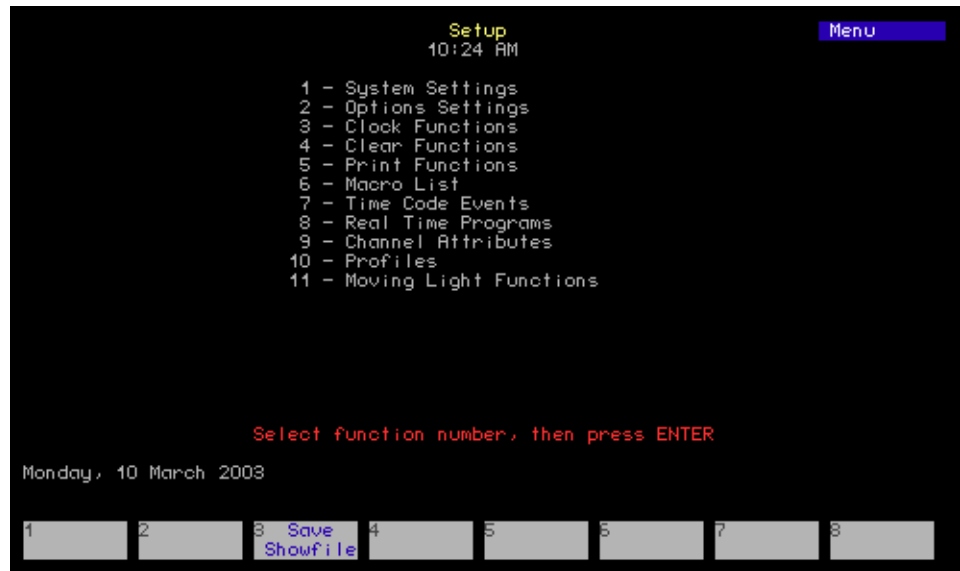 Setup
Menu
10:24 AM
1 - System Settings
2 - Options Settings
3 - Clock Functions
4 - Clear Functions
5 - Print Functions
6 - Macro List
7 - Time Code Events
8 - Real Time Programs
9 - Channel Attributes
10 - Profiles
11 - Moving Light Functions
Select function number, then press ENTER
Monday, 10 March 2003
1 2 3 Save 4 5 6 7 8
Showfile